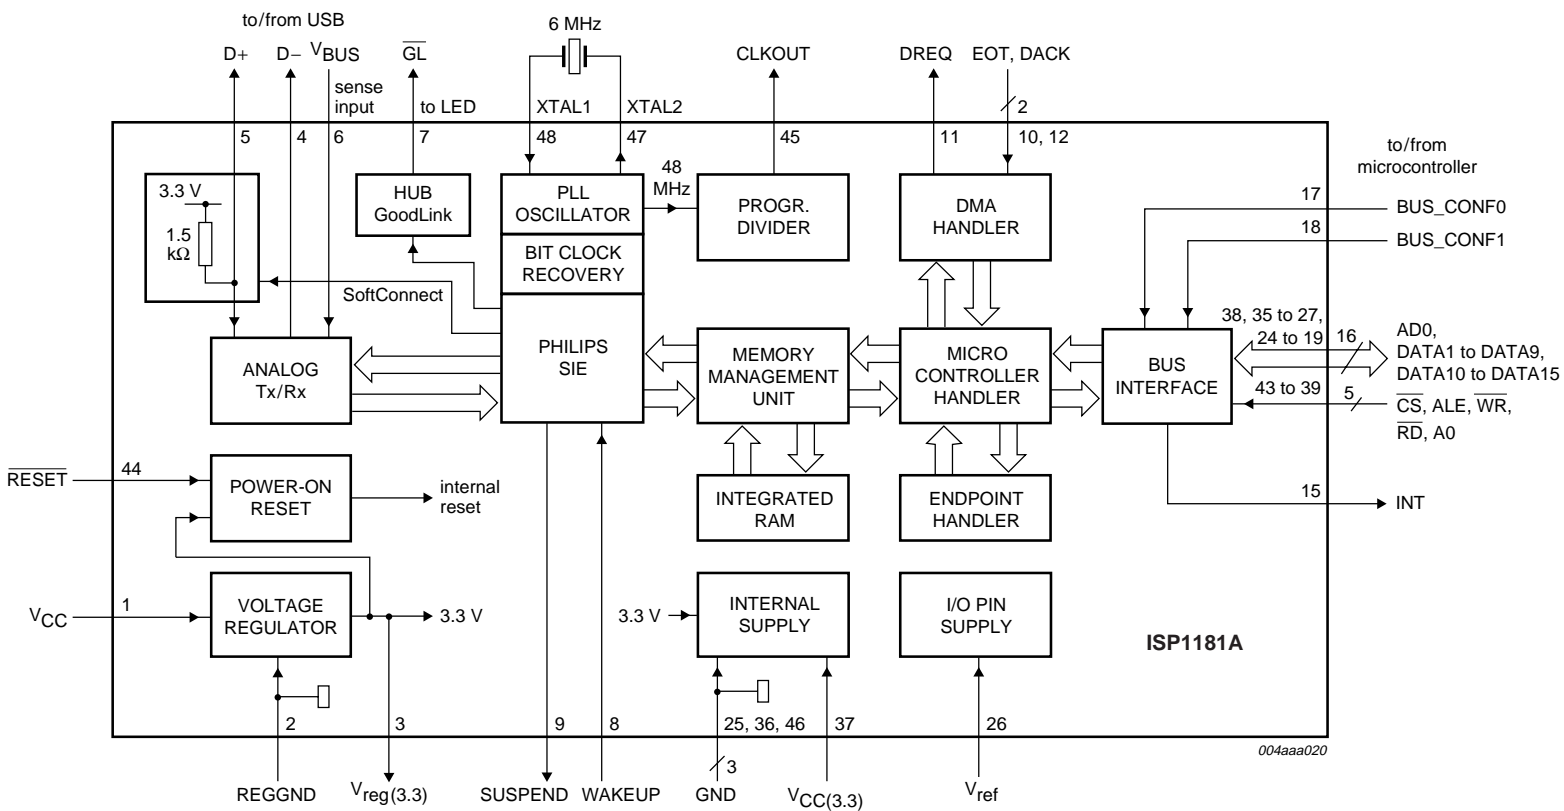 to/from USB
6 MHz
D+ D− VBUS GL CLKOUT DREQ EOT, DACK
sense
input
to LED
XTAL1 XTAL2
2
5 4 6 7 48 47 45 11 10, 12
to/from
microcontroller
3.3 V
1.5
kΩ
HUB
GoodLink
PLL
OSCILLATOR
48
MHz
PROGR.
DIVIDER
DMA
HANDLER
17
BUS_CONF0
18
BUS_CONF1
BIT CLOCK
RECOVERY
SoftConnect
ANALOG
Tx/Rx
PHILIPS
SIE
MEMORY
MANAGEMENT
UNIT
MICRO
CONTROLLER
HANDLER
BUS
INTERFACE
38, 35 to 27,
24 to 19
16
AD0,
DATA1 to DATA9,
DATA10 to DATA15
43 to 39
5
CS, ALE, WR,
RD, A0
RESET
44
POWER-ON
RESET
internal
reset
INTEGRATED
RAM
ENDPOINT
HANDLER
15
INT
VCC
1
VOLTAGE
REGULATOR
3.3 V
3.3 V
INTERNAL
SUPPLY
I/O PIN
SUPPLY
ISP1181A
2 3 9 8 25, 36, 46 37 26
004aaa020
3
REGGND Vreg(3.3) SUSPEND WAKEUP GND VCC(3.3) Vref